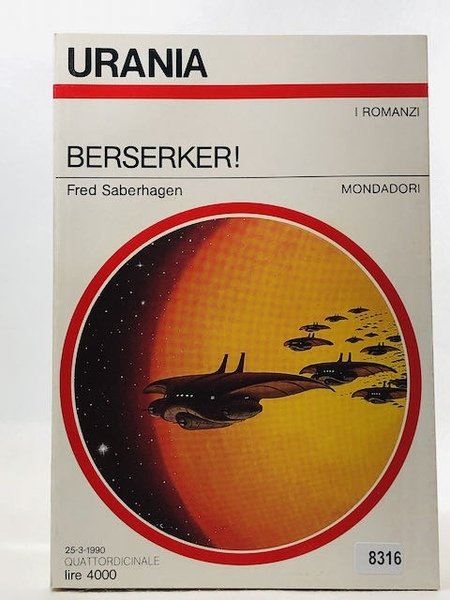 URANIA
I ROMANZI
BERSERKER!
Fred Saberhagen
MONDADORI
25-3-1990
QUATTORDICINALE
lire 4000
8316